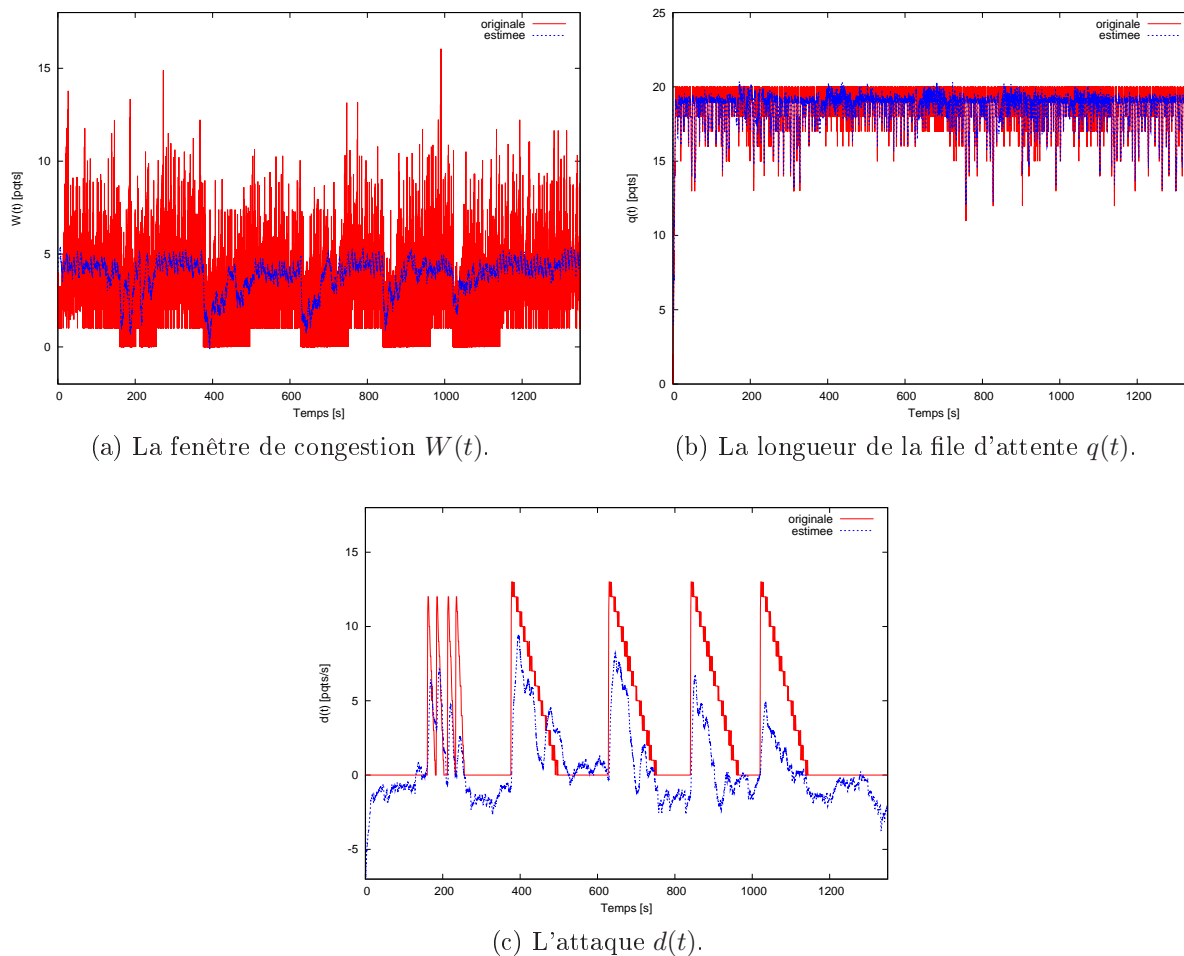 originale
estimee
15
10
5
0
W(t) [pqts]
0 200 400 600 800 1000 1200
Temps [s]
(a) La fenêtre de congestion W(t).
originale
estimee
25
20
15
10
5
0
q(t) [pqts]
0 200 400 600 800 1000 1200
Temps [s]
(b) La longueur de la file d'attente q(t).
originale
estimee
15
10
5
0
-5
d(t) [pqts/s]
0 200 400 600 800 1000 1200
Temps [s]
(c) L'attaque d(t).